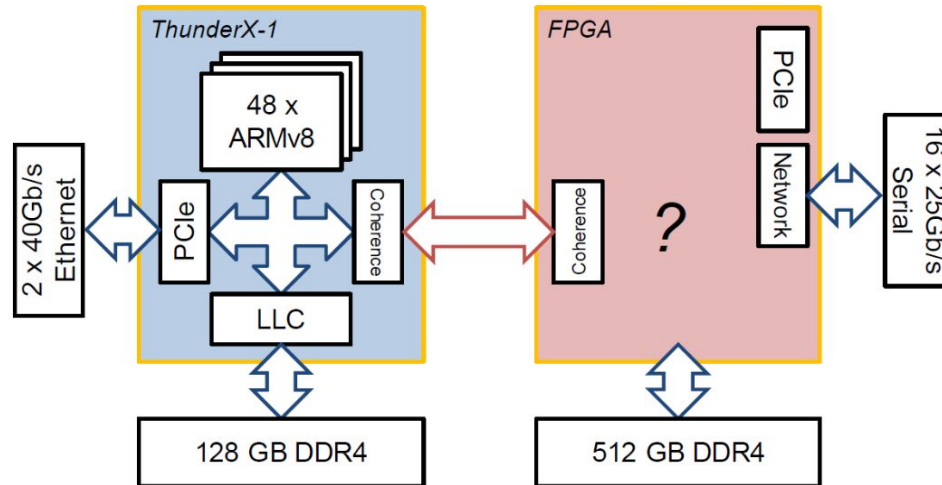 ThunderX-1
FPGA
48 x
ARMv8
PCIe
2 x 40Gb/s
Ethernet
PCIe
Coherence
Coherence
?
Network
16 x 25Gb/s
Serial
LLC
128 GB DDR4
512 GB DDR4